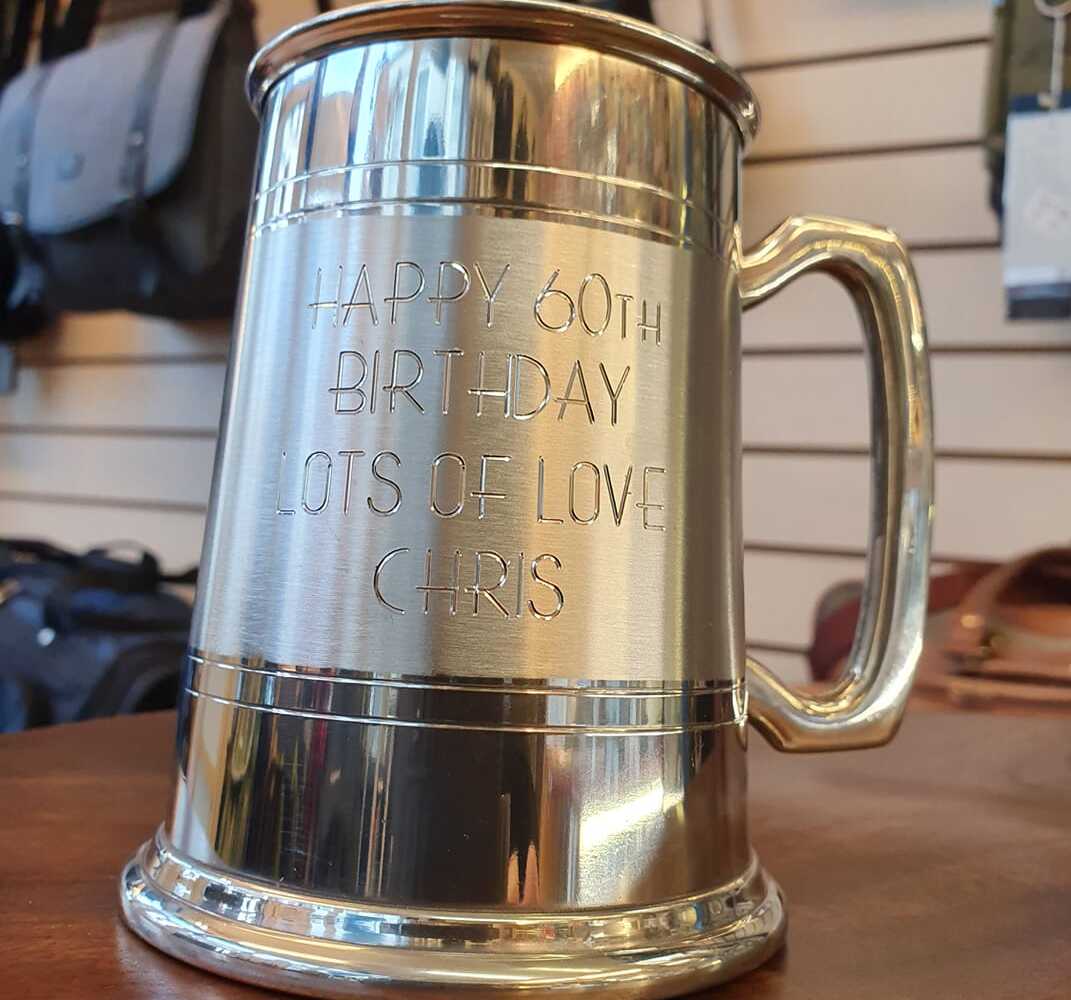 HAPPY 60TH
BIRTHDAY
LOTS OF LOVE
CHRIS